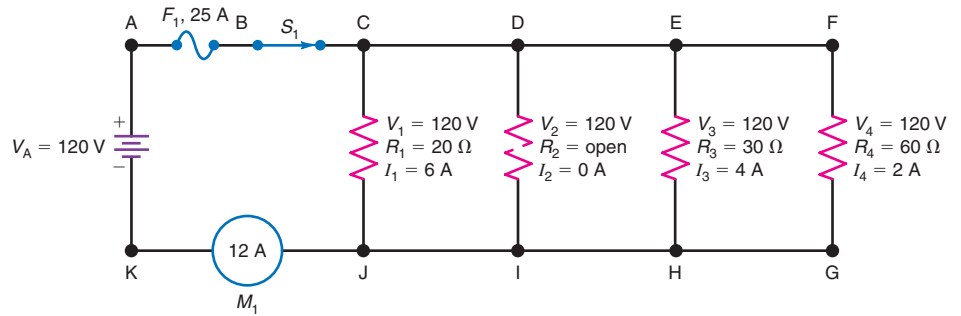 A
F₁, 25 A
B
S₁
C
D
E
F
+
V_A = 120 V
–
V₁ = 120 V
R₁ = 20 Ω
I₁ = 6 A
V₂ = 120 V
R₂ = open
I₂ = 0 A
V₃ = 120 V
R₃ = 30 Ω
I₃ = 4 A
V₄ = 120 V
R₄ = 60 Ω
I₄ = 2 A
12 A
K
J
I
H
G
M₁